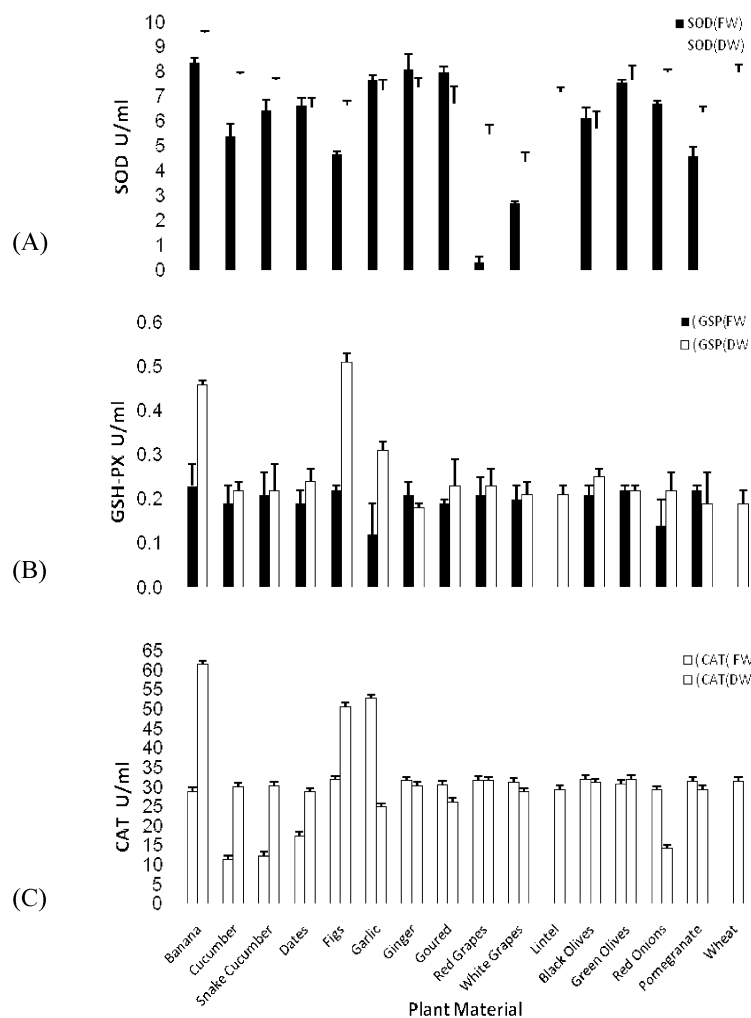 10
9
8
7
6
5
4
3
2
1
0
SOD U/ml
SOD(FW)
SOD(DW)
(A)
0.6
0.5
0.4
0.3
0.2
0.1
0.0
GSH-PX U/ml
(GSP(FW
(GSP(DW
(B)
65
60
55
50
45
40
35
30
25
20
15
10
5
0
CAT U/ml
(CAT( FW
(CAT(DW
(C)
Banana
Cucumber
Snake Cucumber
Dates
Figs
Garlic
Ginger
Goured
Red Grapes
White Grapes
Lintel
Black Olives
Green Olives
Red Onions
Pomegranate
Wheat
Plant Material